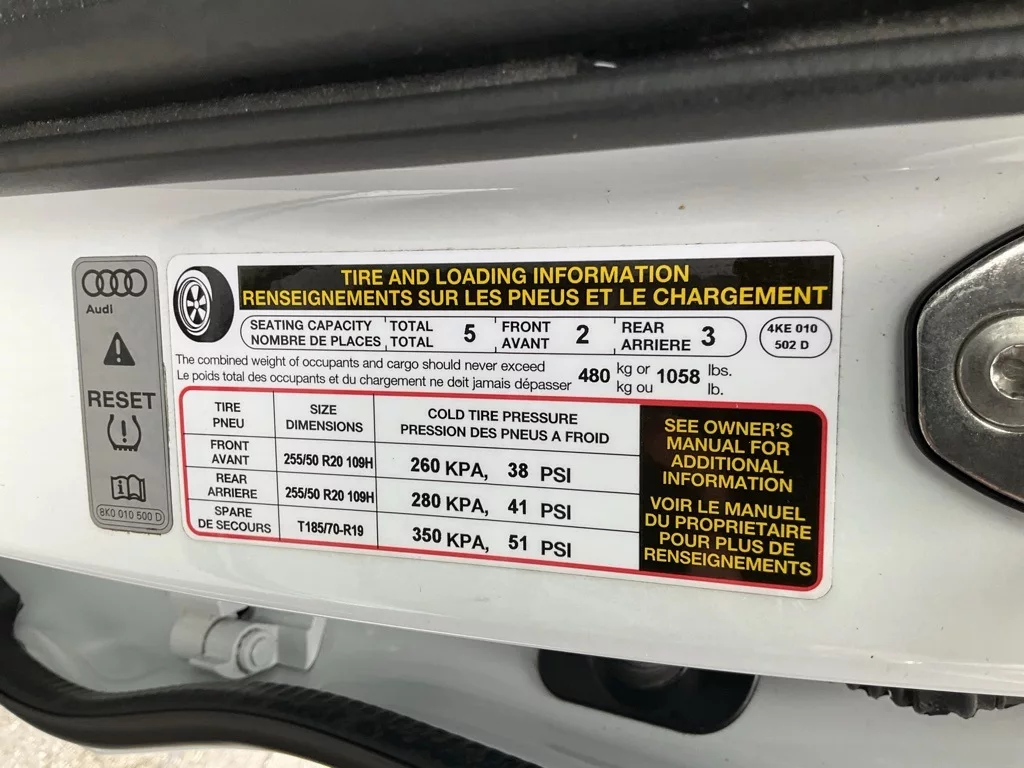 Audi
RESET
8K0 010 500 D
TIRE AND LOADING INFORMATION
RENSEIGNEMENTS SUR LES PNEUS ET LE CHARGEMENT
SEATING CAPACITY TOTAL 5 FRONT 2 REAR 3
NOMBRE DE PLACES TOTAL AVANT ARRIERE
4KE 010
502 D
The combined weight of occupants and cargo should never exceed 480 kg or 1058 lbs.
Le poids total des occupants et du chargement ne doit jamais dépasser kg ou lb.
TIRE SIZE COLD TIRE PRESSURE
PNEU DIMENSIONS PRESSION DES PNEUS A FROID
FRONT
AVANT 255/50 R20 109H 260 KPA, 38 PSI
REAR
ARRIERE 255/50 R20 109H 280 KPA, 41 PSI
SPARE
DE SECOURS T185/70-R19 350 KPA, 51 PSI
SEE OWNER'S
MANUAL FOR
ADDITIONAL
INFORMATION
VOIR LE MANUEL
DU PROPRIETAIRE
POUR PLUS DE
RENSEIGNEMENTS